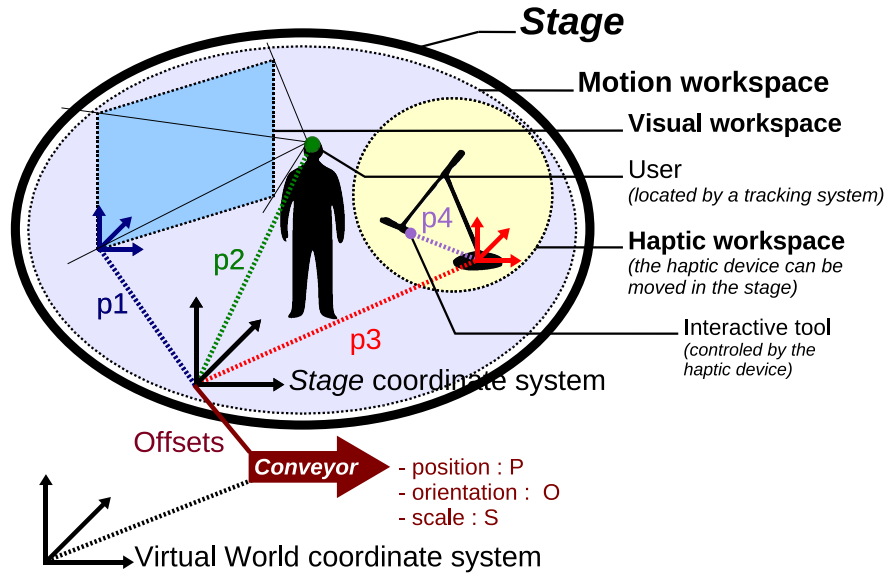 Stage
Motion workspace
Visual workspace
User
(located by a tracking system)
p4
p2
Haptic workspace
(the haptic device can be
moved in the stage)
p1
p3
Interactive tool
(controled by the
haptic device)
Stage coordinate system
Offsets
Conveyor
- position : P
- orientation : O
- scale : S
Virtual World coordinate system